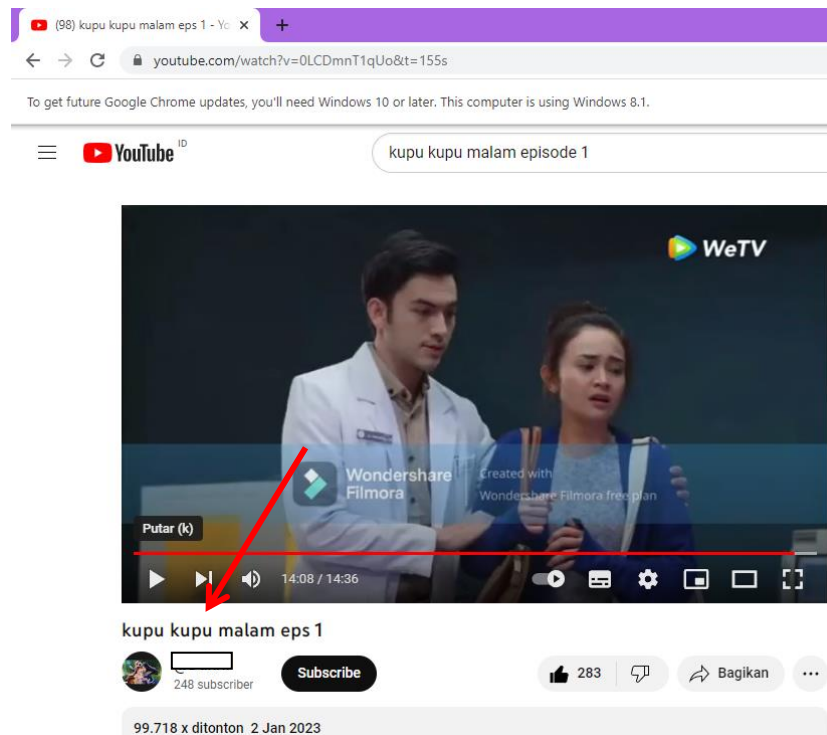 (98) kupu kupu malam eps 1 - Yo
youtube.com/watch?v=0LCDmnT1qUo&t=155s
To get future Google Chrome updates, you'll need Windows 10 or later. This computer is using Windows 8.1.
YouTube ID
kupu kupu malam episode 1
WeTV
Wondershare
Filmora
Created with
Wondershare Filmora free plan
Putar (k)
14:08 / 14:36
kupu kupu malam eps 1
248 subscriber
Subscribe
283
Bagikan
99.718 x ditonton 2 Jan 2023